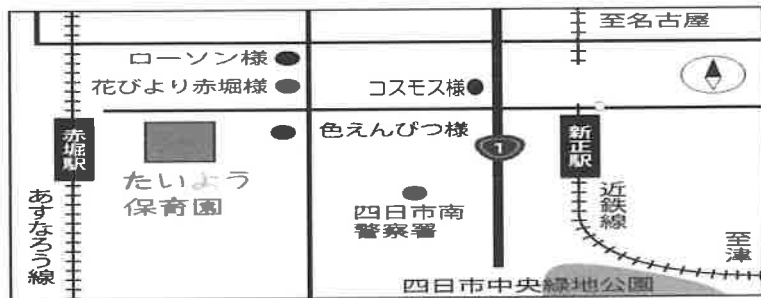 至名古屋
ローソン様
花びより赤堀様
コスモス様
赤堀駅
色えんぴつ様
1
新正駅
たいよう
保育園
あすなろう線
四日市南
警察署
近鉄線
至津
四日市中央緑地公園